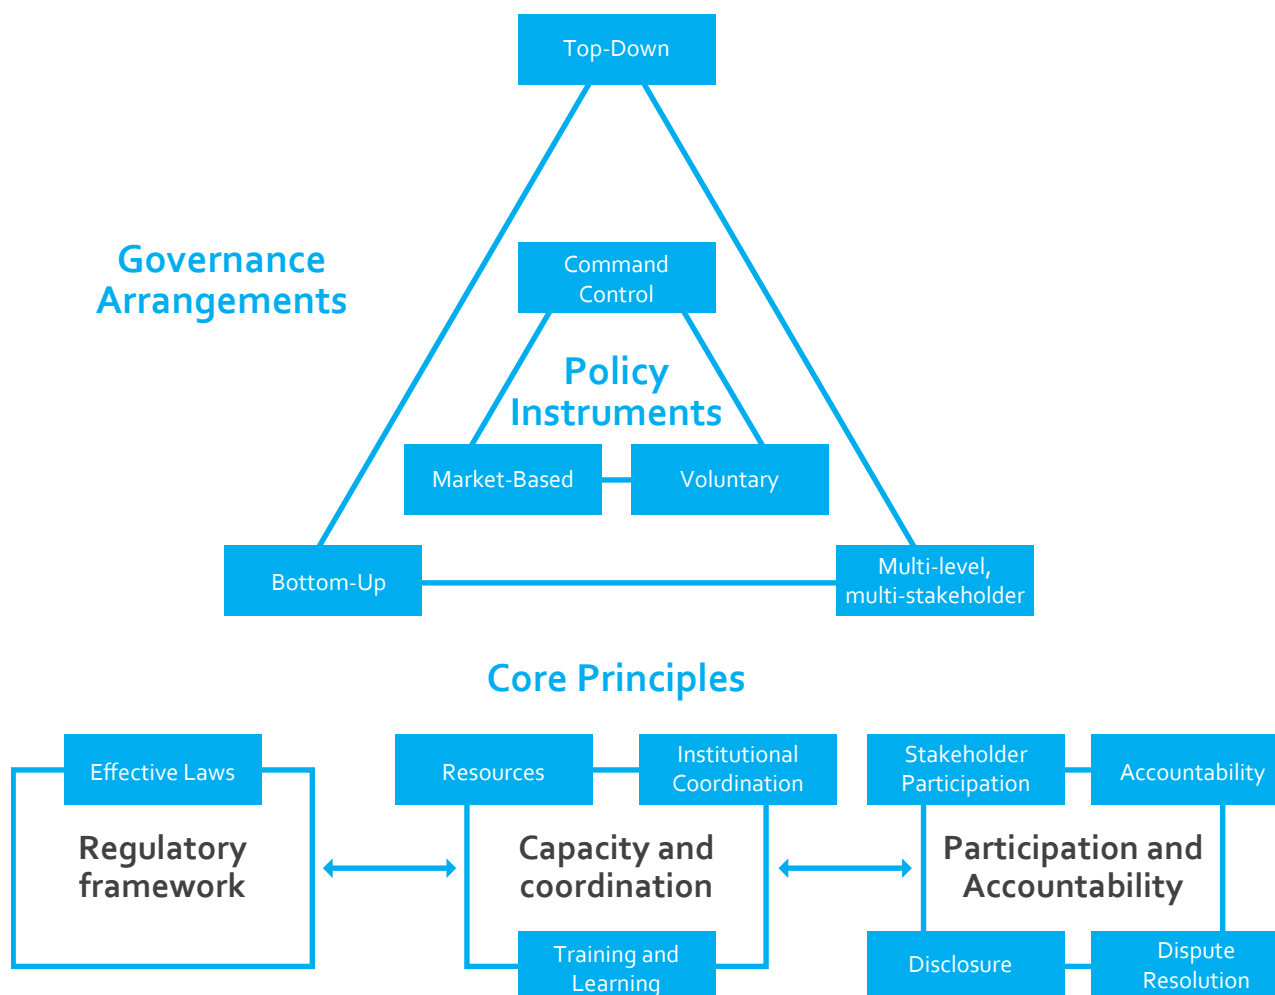 Top-Down
Governance
Arrangements
Command
Control
Policy
Instruments
Market-Based
Voluntary
Bottom-Up
Multi-level,
multi-stakeholder
Core Principles
Effective Laws
Regulatory
framework
Resources
Institutional
Coordination
Capacity and
coordination
Training and
Learning
Stakeholder
Participation
Accountability
Participation and
Accountability
Disclosure
Dispute
Resolution